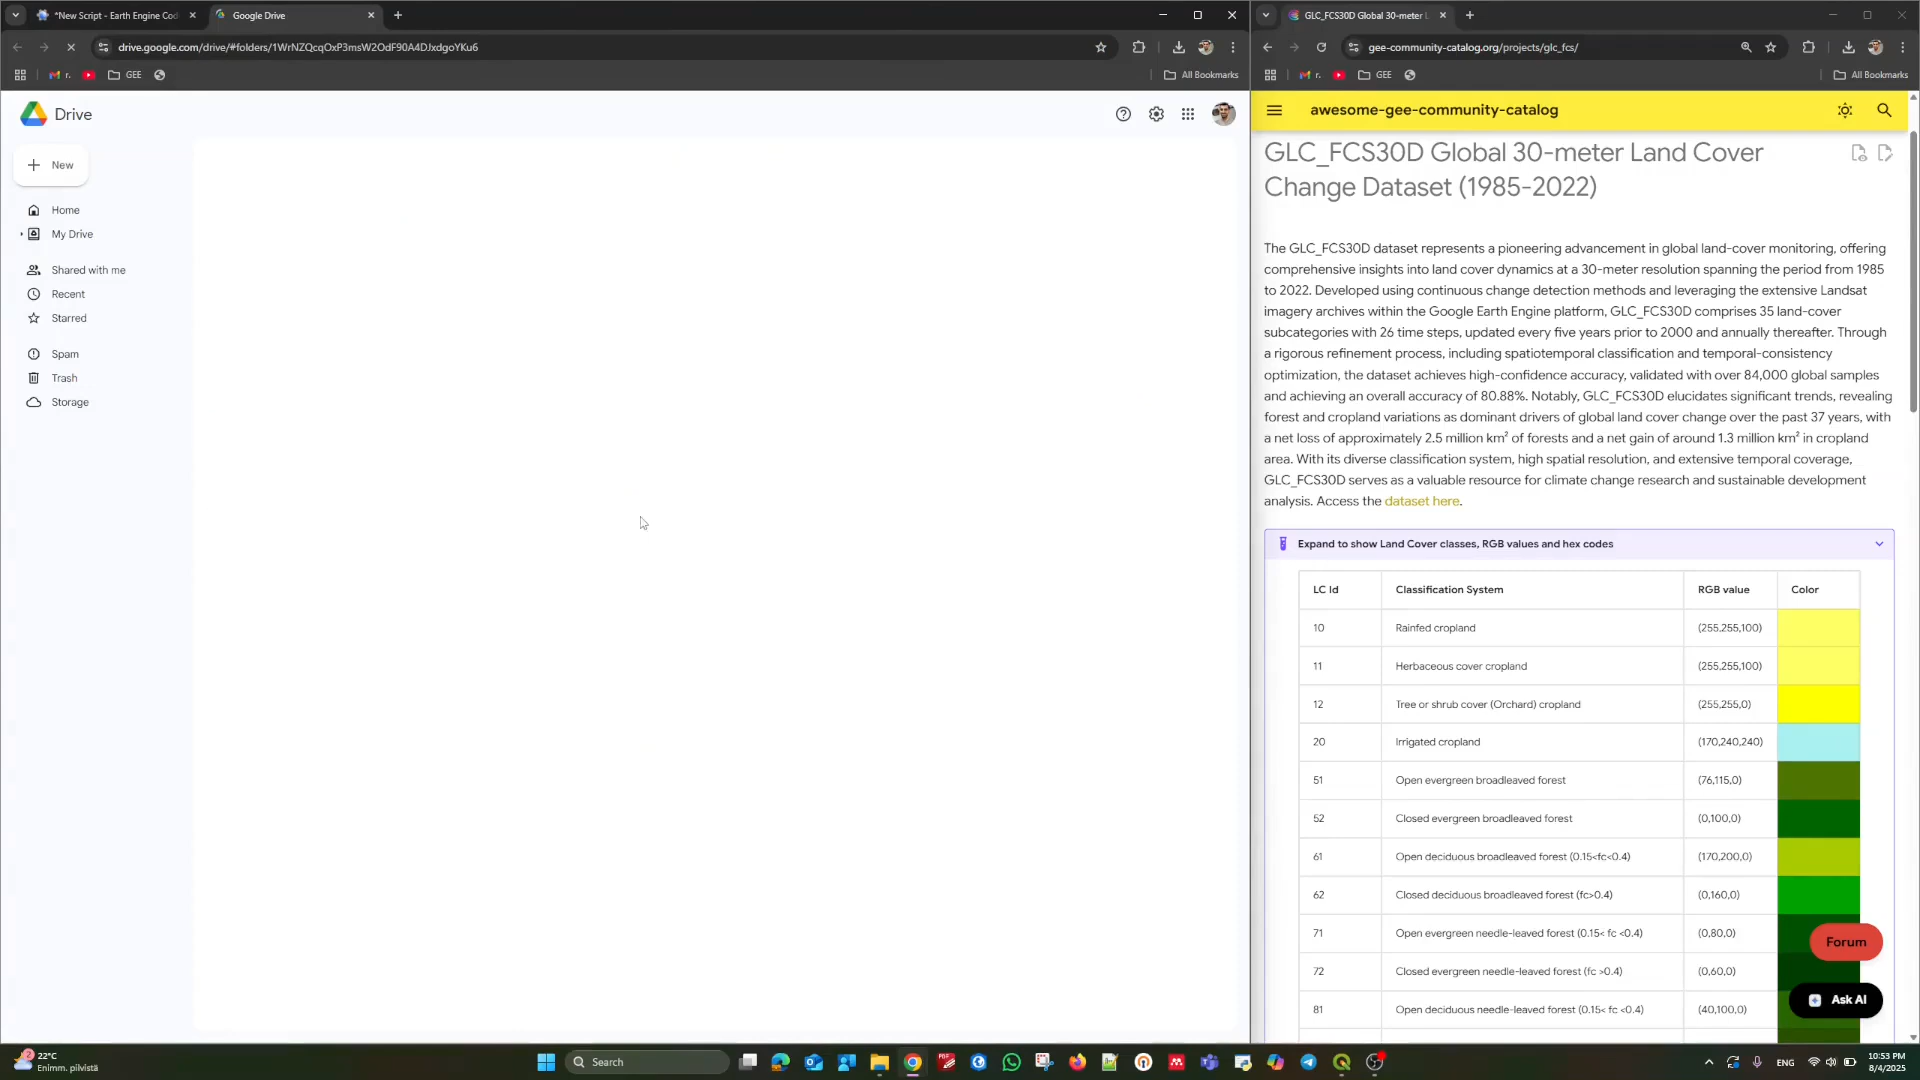 *New Script - Earth Engine Cod
Google Drive
drive.google.com/drive/#folders/1WrNZQcqOxP3msW2OdF90A4DJxdgoYKu6
r.
GEE
All Bookmarks
Drive
New
Home
My Drive
Shared with me
Recent
Starred
Spam
Trash
Storage
GLC_FCS30D Global 30-meter L
gee-community-catalog.org/projects/glc_fcs/
r.
GEE
All Bookmarks
awesome-gee-community-catalog
GLC_FCS30D Global 30-meter Land Cover
Change Dataset (1985-2022)
The GLC_FCS30D dataset represents a pioneering advancement in global land-cover monitoring, offering
comprehensive insights into land cover dynamics at a 30-meter resolution spanning the period from 1985
to 2022. Developed using continuous change detection methods and leveraging the extensive Landsat
imagery archives within the Google Earth Engine platform, GLC_FCS30D comprises 35 land-cover
subcategories with 26 time steps, updated every five years prior to 2000 and annually thereafter. Through
a rigorous refinement process, including spatiotemporal classification and temporal-consistency
optimization, the dataset achieves high-confidence accuracy, validated with over 84,000 global samples
and achieving an overall accuracy of 80.88%. Notably, GLC_FCS30D elucidates significant trends, revealing
forest and cropland variations as dominant drivers of global land cover change over the past 37 years, with
a net loss of approximately 2.5 million km² of forests and a net gain of around 1.3 million km² in cropland
area. With its diverse classification system, high spatial resolution, and extensive temporal coverage,
GLC_FCS30D serves as a valuable resource for climate change research and sustainable development
analysis. Access the dataset here.
Expand to show Land Cover classes, RGB values and hex codes
LC Id Classification System RGB value Color
10 Rainfed cropland (255,255,100)
11 Herbaceous cover cropland (255,255,100)
12 Tree or shrub cover (Orchard) cropland (255,255,0)
20 Irrigated cropland (170,240,240)
51 Open evergreen broadleaved forest (76,115,0)
52 Closed evergreen broadleaved forest (0,100,0)
61 Open deciduous broadleaved forest (0.15<fc<0.4) (170,200,0)
62 Closed deciduous broadleaved forest (fc>0.4) (0,160,0)
71 Open evergreen needle-leaved forest (0.15< fc <0.4) (0,80,0)
72 Closed evergreen needle-leaved forest (fc >0.4) (0,60,0)
81 Open deciduous needle-leaved forest (0.15< fc <0.4) (40,100,0)
Forum
Ask AI
22°C
Enimm. pilvistä
Search
ENG
10:53 PM
8/4/2025